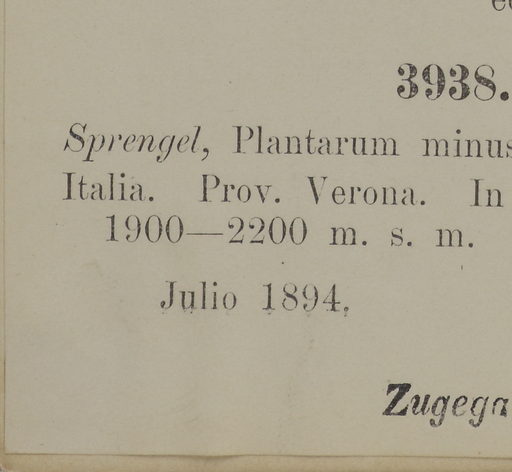 3938.
Sprengel, Plantarum minus
Italia. Prov. Verona. In
1900—2200 m. s. m.
Julio 1894.
Zugega